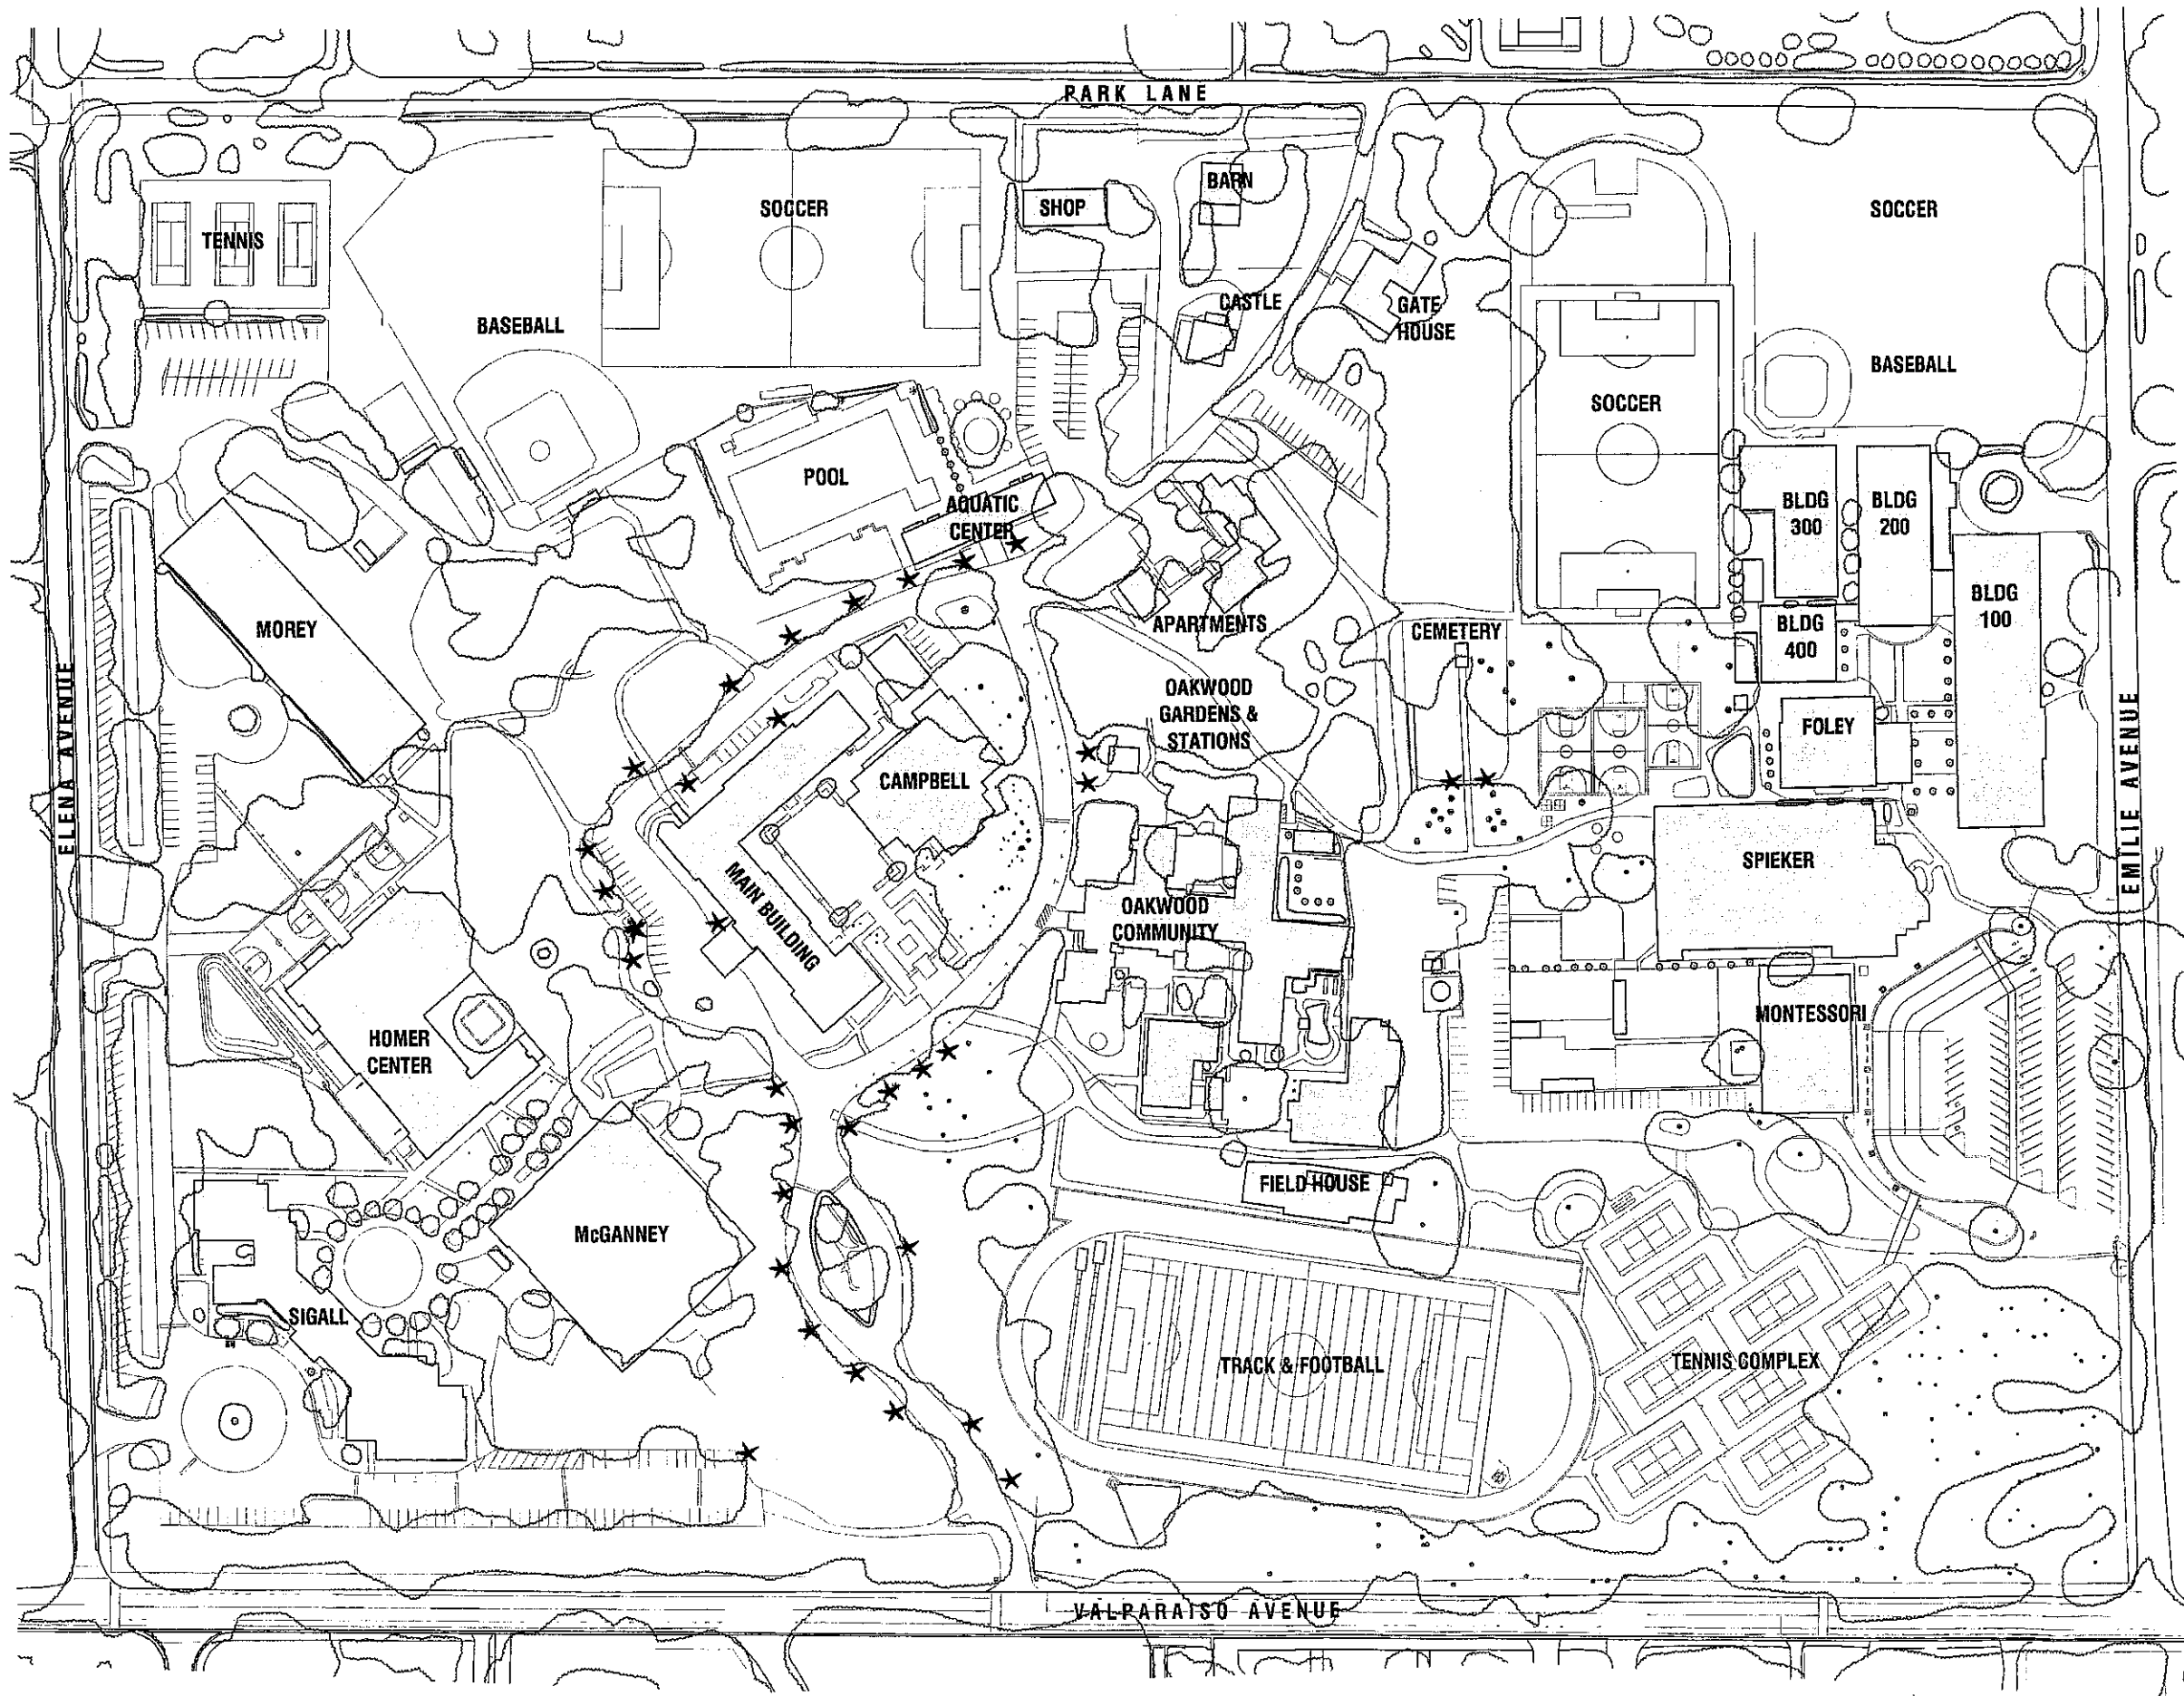 PARK LANE
BARN
SHOP
SOCCER
SOCCER
TENNIS
CASTLE
GATE
HOUSE
BASEBALL
BASEBALL
SOCCER
POOL
AQUATIC
CENTER
BLDG
300
BLDG
200
BLDG
100
MOREY
APARTMENTS
CEMETERY
BLDG
400
OAKWOOD
GARDENS &
STATIONS
FOLEY
CAMPBELL
ELENA AVENUE
EMILIE AVENUE
MAIN BUILDING
SPIEKER
OAKWOOD
COMMUNITY
MONTESSORI
HOMER
CENTER
FIELD HOUSE
McGANNEY
SIGALL
TRACK & FOOTBALL
TENNIS COMPLEX
VALPARAISO AVENUE